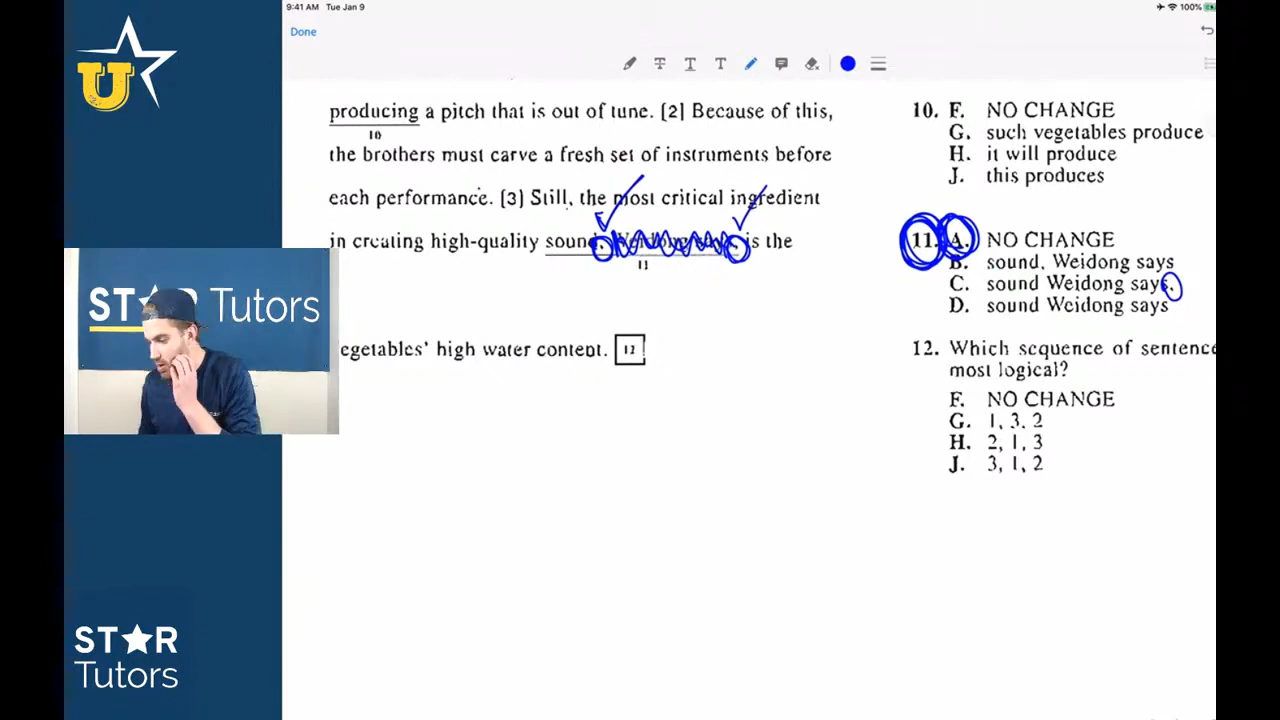 9:41 AM Tue Jan 9
100%
Done
U
T
T
T
producing a pitch that is out of tune. [2] Because of this,
10
the brothers must carve a fresh set of instruments before
each performance. [3] Still, the most critical ingredient
in creating high-quality sound, Weidong says, is the
11
egetables' high water content. 12
10. F. NO CHANGE
G. such vegetables produce
H. it will produce
J. this produces
11. A. NO CHANGE
B. sound, Weidong says
C. sound Weidong says,
D. sound Weidong says
12. Which sequence of sentence
most logical?
F. NO CHANGE
G. 1, 3, 2
H. 2, 1, 3
J. 3, 1, 2
STAR Tutors
STAR
Tutors